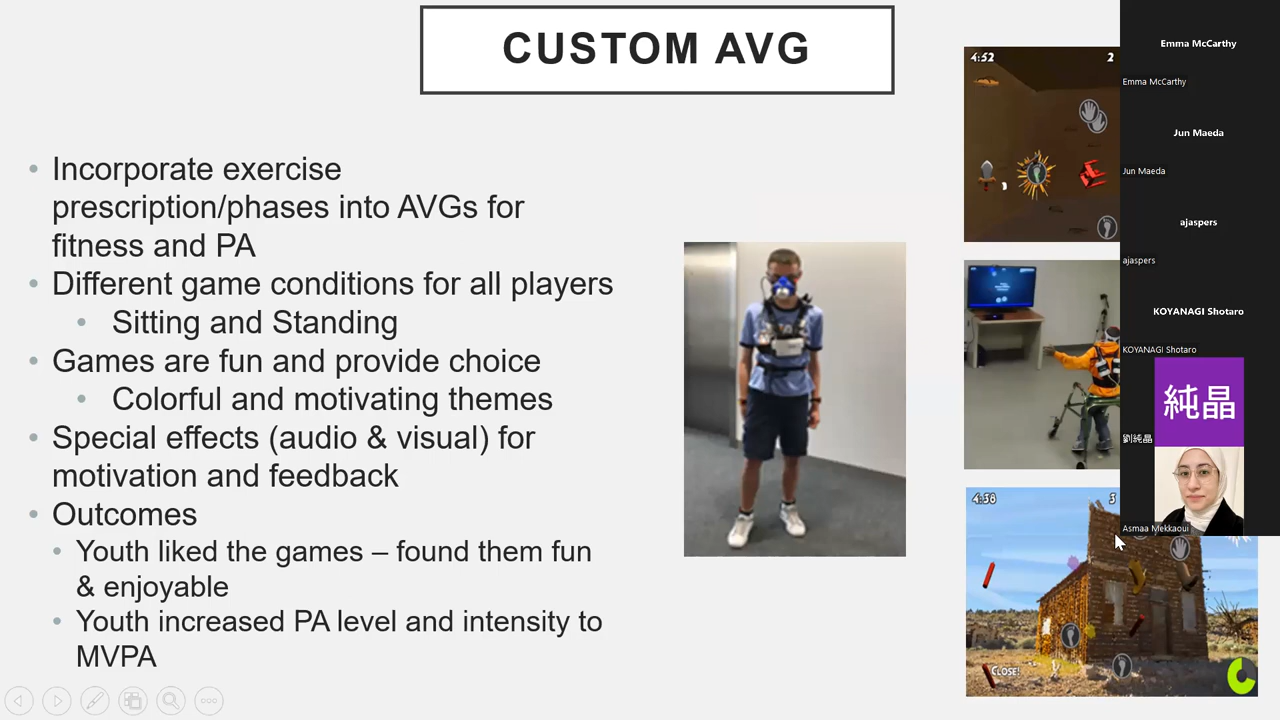 CUSTOM AVG
Incorporate exercise
prescription/phases into AVGs for
fitness and PA
Different game conditions for all players
Sitting and Standing
Games are fun and provide choice
Colorful and motivating themes
Special effects (audio & visual) for
motivation and feedback
Outcomes
Youth liked the games – found them fun
& enjoyable
Youth increased PA level and intensity to
MVPA
4:52 2
4:38 3
CLOSE!
Emma McCarthy
Emma McCarthy
Jun Maeda
Jun Maeda
ajaspers
ajaspers
KOYANAGI Shotaro
KOYANAGI Shotaro
純晶
劉純晶
Asmaa Mekkaoui